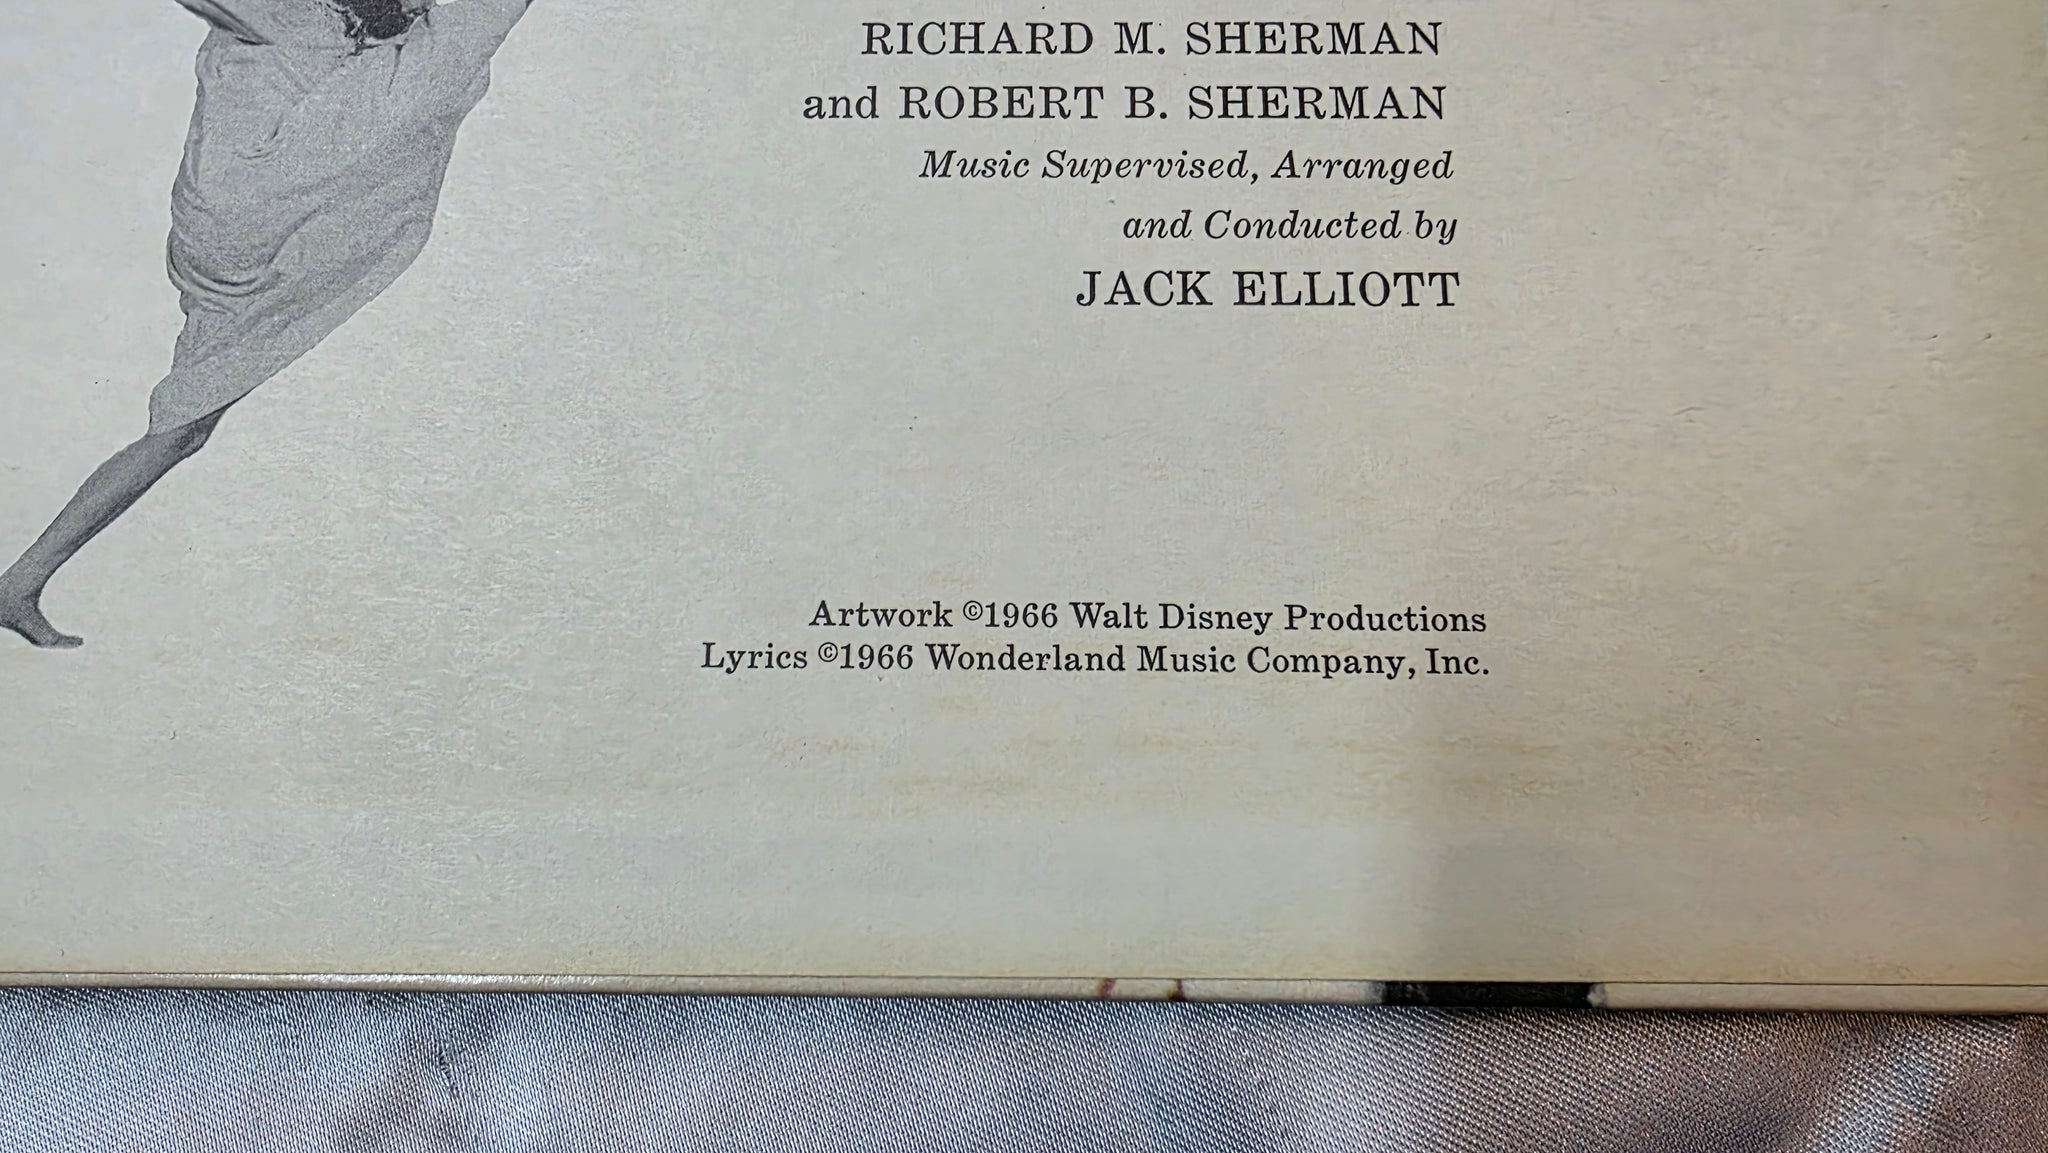 RICHARD M. SHERMAN
and ROBERT B. SHERMAN
Music Supervised, Arranged
and Conducted by
JACK ELLIOTT
Artwork ©1966 Walt Disney Productions
Lyrics ©1966 Wonderland Music Company, Inc.